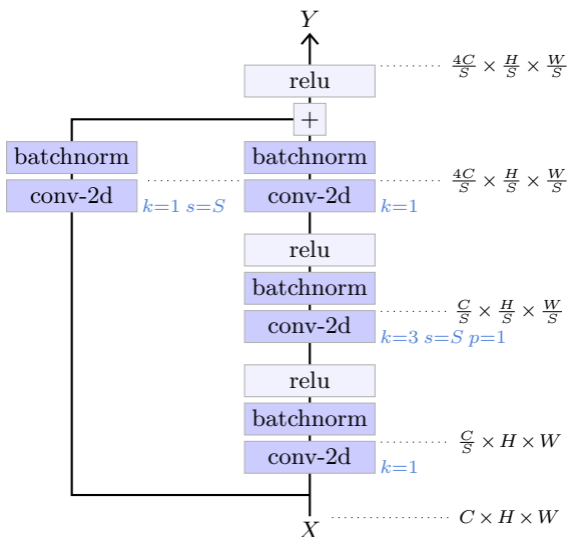 Y
relu
4C/S × H/S × W/S
+
batchnorm
batchnorm
conv-2d
k=1 s=S
conv-2d
k=1
4C/S × H/S × W/S
relu
batchnorm
conv-2d
k=3 s=S p=1
C/S × H/S × W/S
relu
batchnorm
conv-2d
k=1
C/S × H × W
X
C × H × W